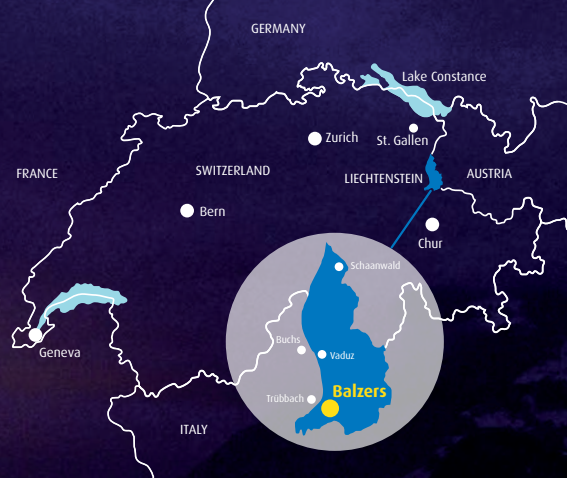 GERMANY
Lake Constance
Zurich
St. Gallen
FRANCE
SWITZERLAND
LIECHTENSTEIN
AUSTRIA
Bern
Chur
Schaanwald
Buchs
Vaduz
Geneva
Balzers
Trübbach
ITALY